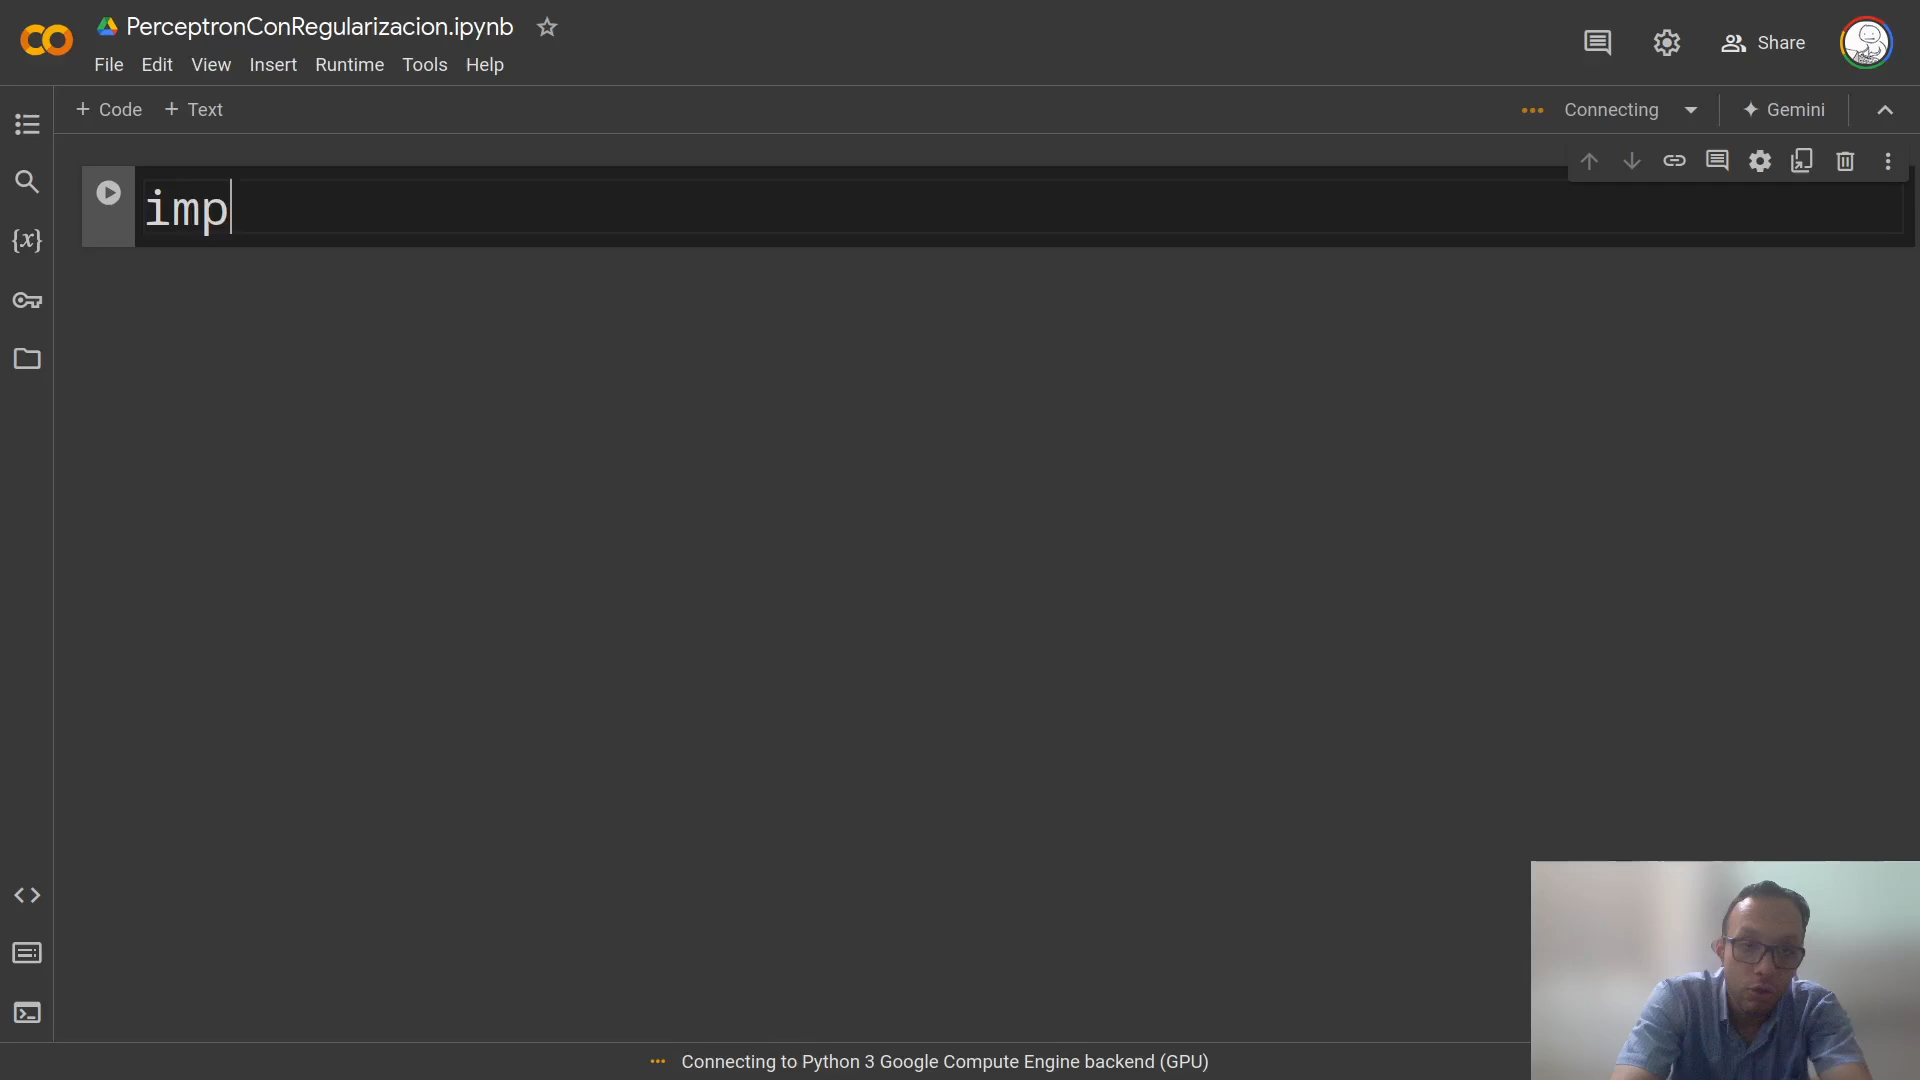 PerceptronConRegularizacion.ipynb
File Edit View Insert Runtime Tools Help
Share
+ Code + Text
Connecting
Gemini
imp
Connecting to Python 3 Google Compute Engine backend (GPU)